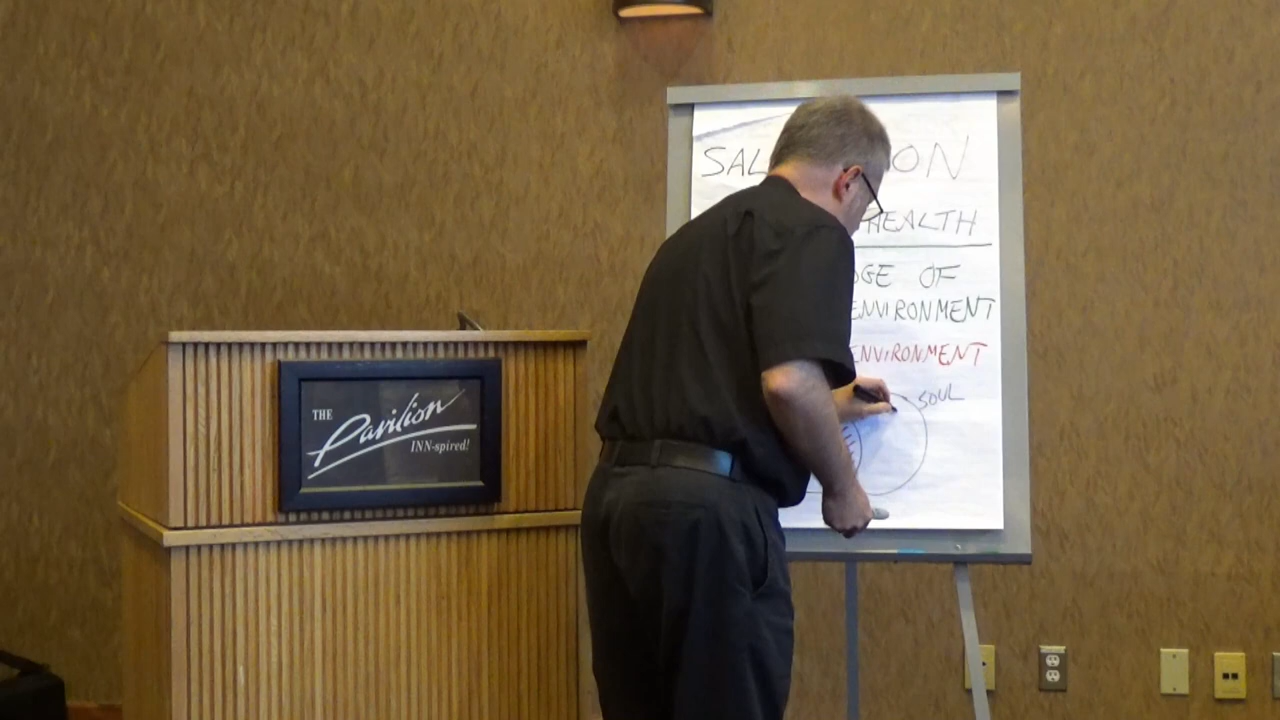 THE
Pavilion
INN-spired!
SAL ON
HEALTH
GE OF
ENVIRONMENT
ENVIRONMENT
SOUL